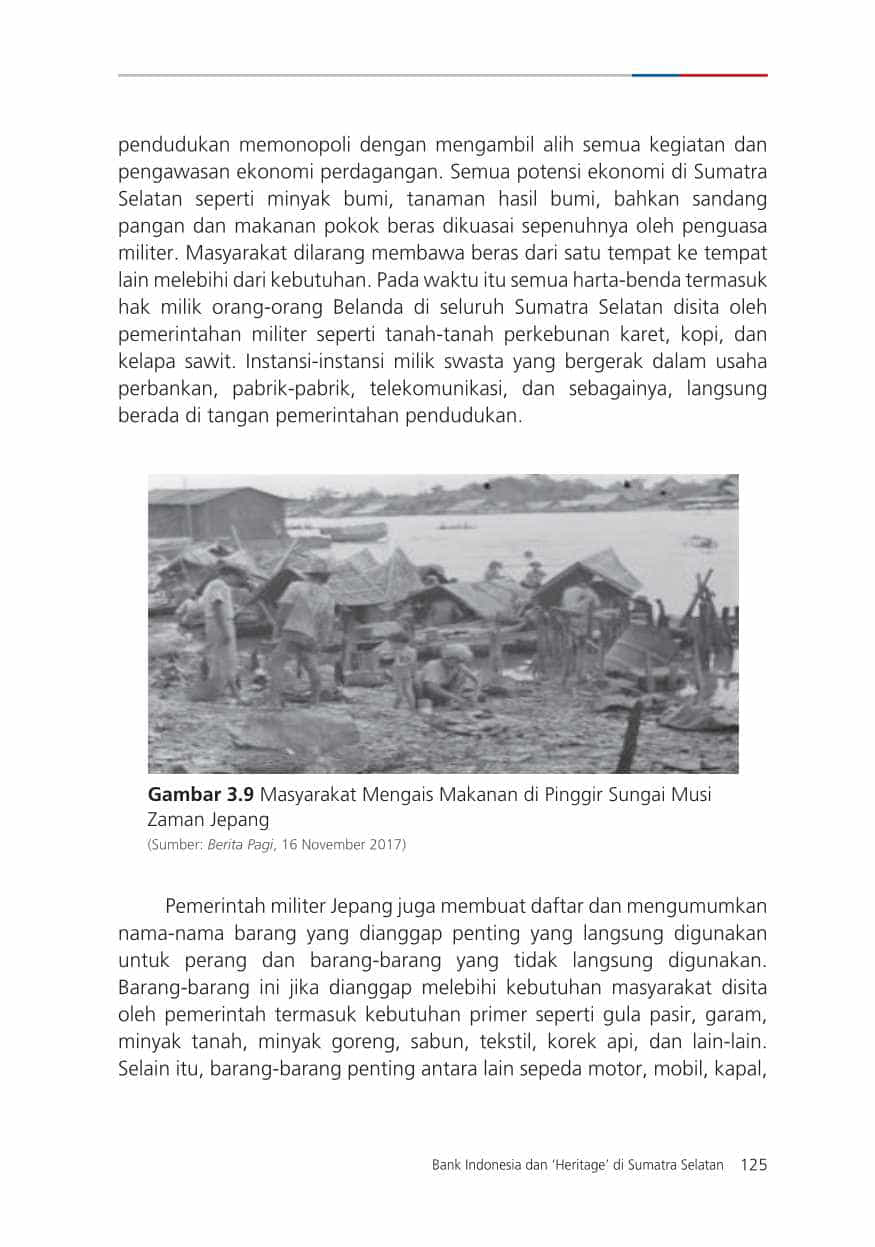 pendudukan memonopoli dengan mengambil alih semua kegiatan dan
pengawasan ekonomi perdagangan. Semua potensi ekonomi di Sumatra
Selatan seperti minyak bumi, tanaman hasil bumi, bahkan sandang
pangan dan makanan pokok beras dikuasai sepenuhnya oleh penguasa
militer. Masyarakat dilarang membawa beras dari satu tempat ke tempat
lain melebihi dari kebutuhan. Pada waktu itu semua harta-benda termasuk
hak milik orang-orang Belanda di seluruh Sumatra Selatan disita oleh
pemerintahan militer seperti tanah-tanah perkebunan karet, kopi, dan
kelapa sawit. Instansi-instansi milik swasta yang bergerak dalam usaha
perbankan, pabrik-pabrik, telekomunikasi, dan sebagainya, langsung
berada di tangan pemerintahan pendudukan.
Gambar 3.9 Masyarakat Mengais Makanan di Pinggir Sungai Musi
Zaman Jepang
(Sumber: Berita Pagi, 16 November 2017)
Pemerintah militer Jepang juga membuat daftar dan mengumumkan
nama-nama barang yang dianggap penting yang langsung digunakan
untuk perang dan barang-barang yang tidak langsung digunakan.
Barang-barang ini jika dianggap melebihi kebutuhan masyarakat disita
oleh pemerintah termasuk kebutuhan primer seperti gula pasir, garam,
minyak tanah, minyak goreng, sabun, tekstil, korek api, dan lain-lain.
Selain itu, barang-barang penting antara lain sepeda motor, mobil, kapal,
Bank Indonesia dan ‘Heritage’ di Sumatra Selatan 125